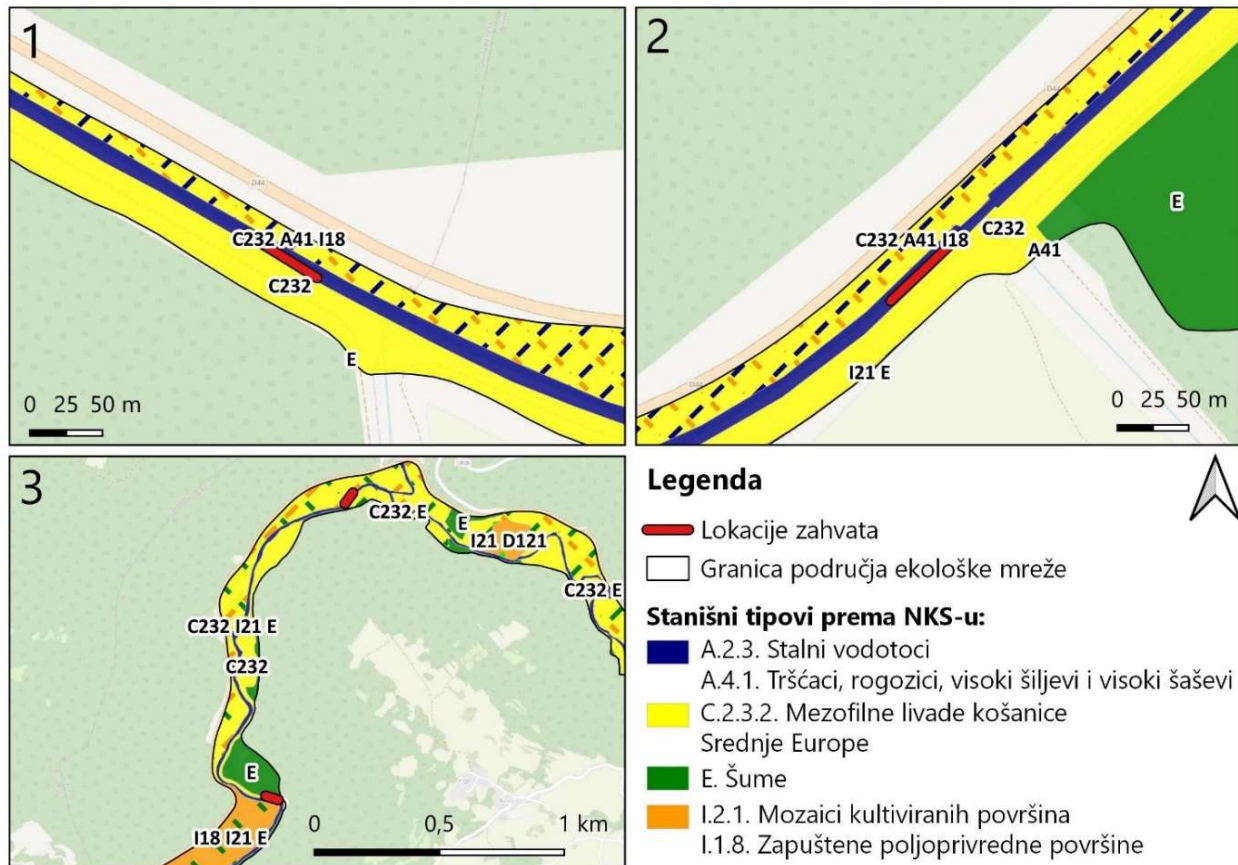 1
D44
C232 A41 I18
C232
E
0 25 50 m
2
D44
C232 A41 I18
C232
E
A41
I21 E
D44
0 25 50 m
3
C232 E
E
I21 D121
C232 E
C232 I21 E
C232
E
I18 I21 E
0 0,5 1 km
Legenda
Lokacije zahvata
Granica područja ekološke mreže
Stanišni tipovi prema NKS-u:
A.2.3. Stalni vodotoci
A.4.1. Tršćaci, rogozici, visoki šiljevi i visoki šaševi
C.2.3.2. Mezofilne livade košanice
Srednje Europe
E. Šume
I.2.1. Mozaici kultiviranih površina
I.1.8. Zapuštene poljoprivredne površine